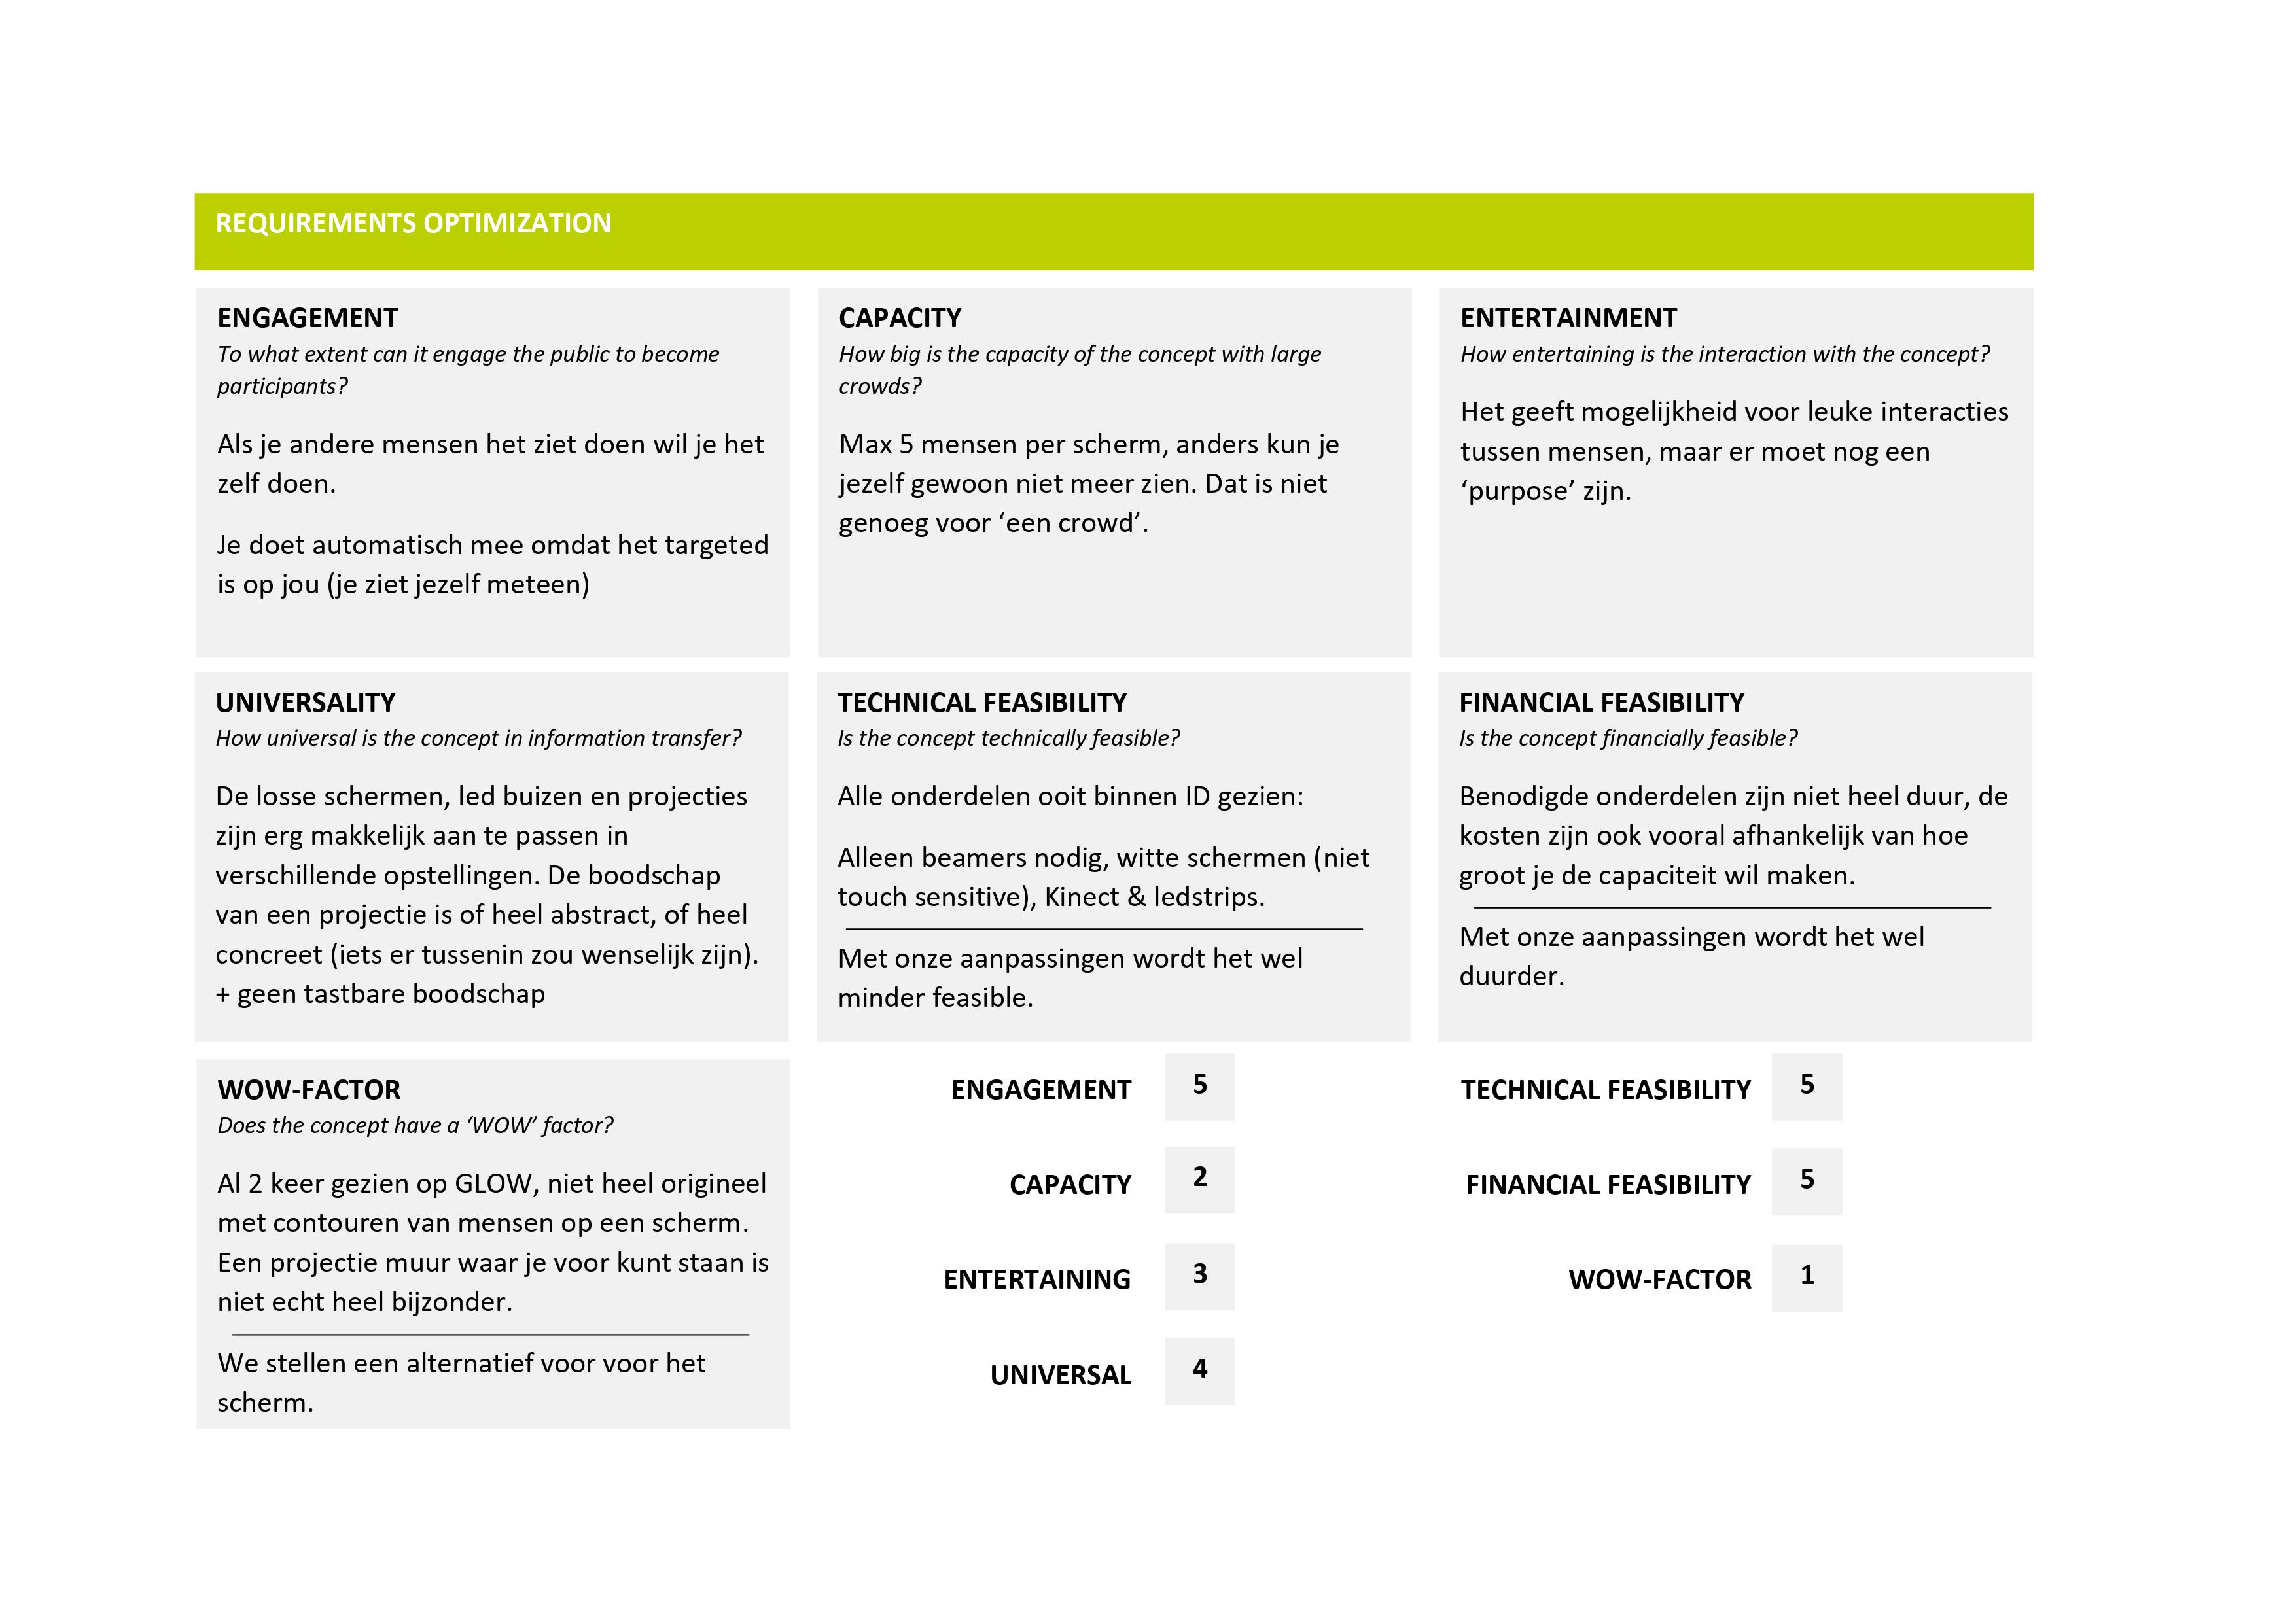 REQUIREMENTS OPTIMIZATION
ENGAGEMENT
To what extent can it engage the public to become
participants?
Als je andere mensen het ziet doen wil je het
zelf doen.
Je doet automatisch mee omdat het targeted
is op jou (je ziet jezelf meteen)
CAPACITY
How big is the capacity of the concept with large
crowds?
Max 5 mensen per scherm, anders kun je
jezelf gewoon niet meer zien. Dat is niet
genoeg voor ‘een crowd’.
ENTERTAINMENT
How entertaining is the interaction with the concept?
Het geeft mogelijkheid voor leuke interacties
tussen mensen, maar er moet nog een
‘purpose’ zijn.
UNIVERSALITY
How universal is the concept in information transfer?
De losse schermen, led buizen en projecties
zijn erg makkelijk aan te passen in
verschillende opstellingen. De boodschap
van een projectie is of heel abstract, of heel
concreet (iets er tussenin zou wenselijk zijn).
+ geen tastbare boodschap
TECHNICAL FEASIBILITY
Is the concept technically feasible?
Alle onderdelen ooit binnen ID gezien:
Alleen beamers nodig, witte schermen (niet
touch sensitive), Kinect & ledstrips.
Met onze aanpassingen wordt het wel
minder feasible.
FINANCIAL FEASIBILITY
Is the concept financially feasible?
Benodigde onderdelen zijn niet heel duur, de
kosten zijn ook vooral afhankelijk van hoe
groot je de capaciteit wil maken.
Met onze aanpassingen wordt het wel
duurder.
WOW-FACTOR
Does the concept have a ‘WOW’ factor?
Al 2 keer gezien op GLOW, niet heel origineel
met contouren van mensen op een scherm.
Een projectie muur waar je voor kunt staan is
niet echt heel bijzonder.
We stellen een alternatief voor voor het
scherm.
ENGAGEMENT 5
CAPACITY 2
ENTERTAINING 3
UNIVERSAL 4
TECHNICAL FEASIBILITY 5
FINANCIAL FEASIBILITY 5
WOW-FACTOR 1